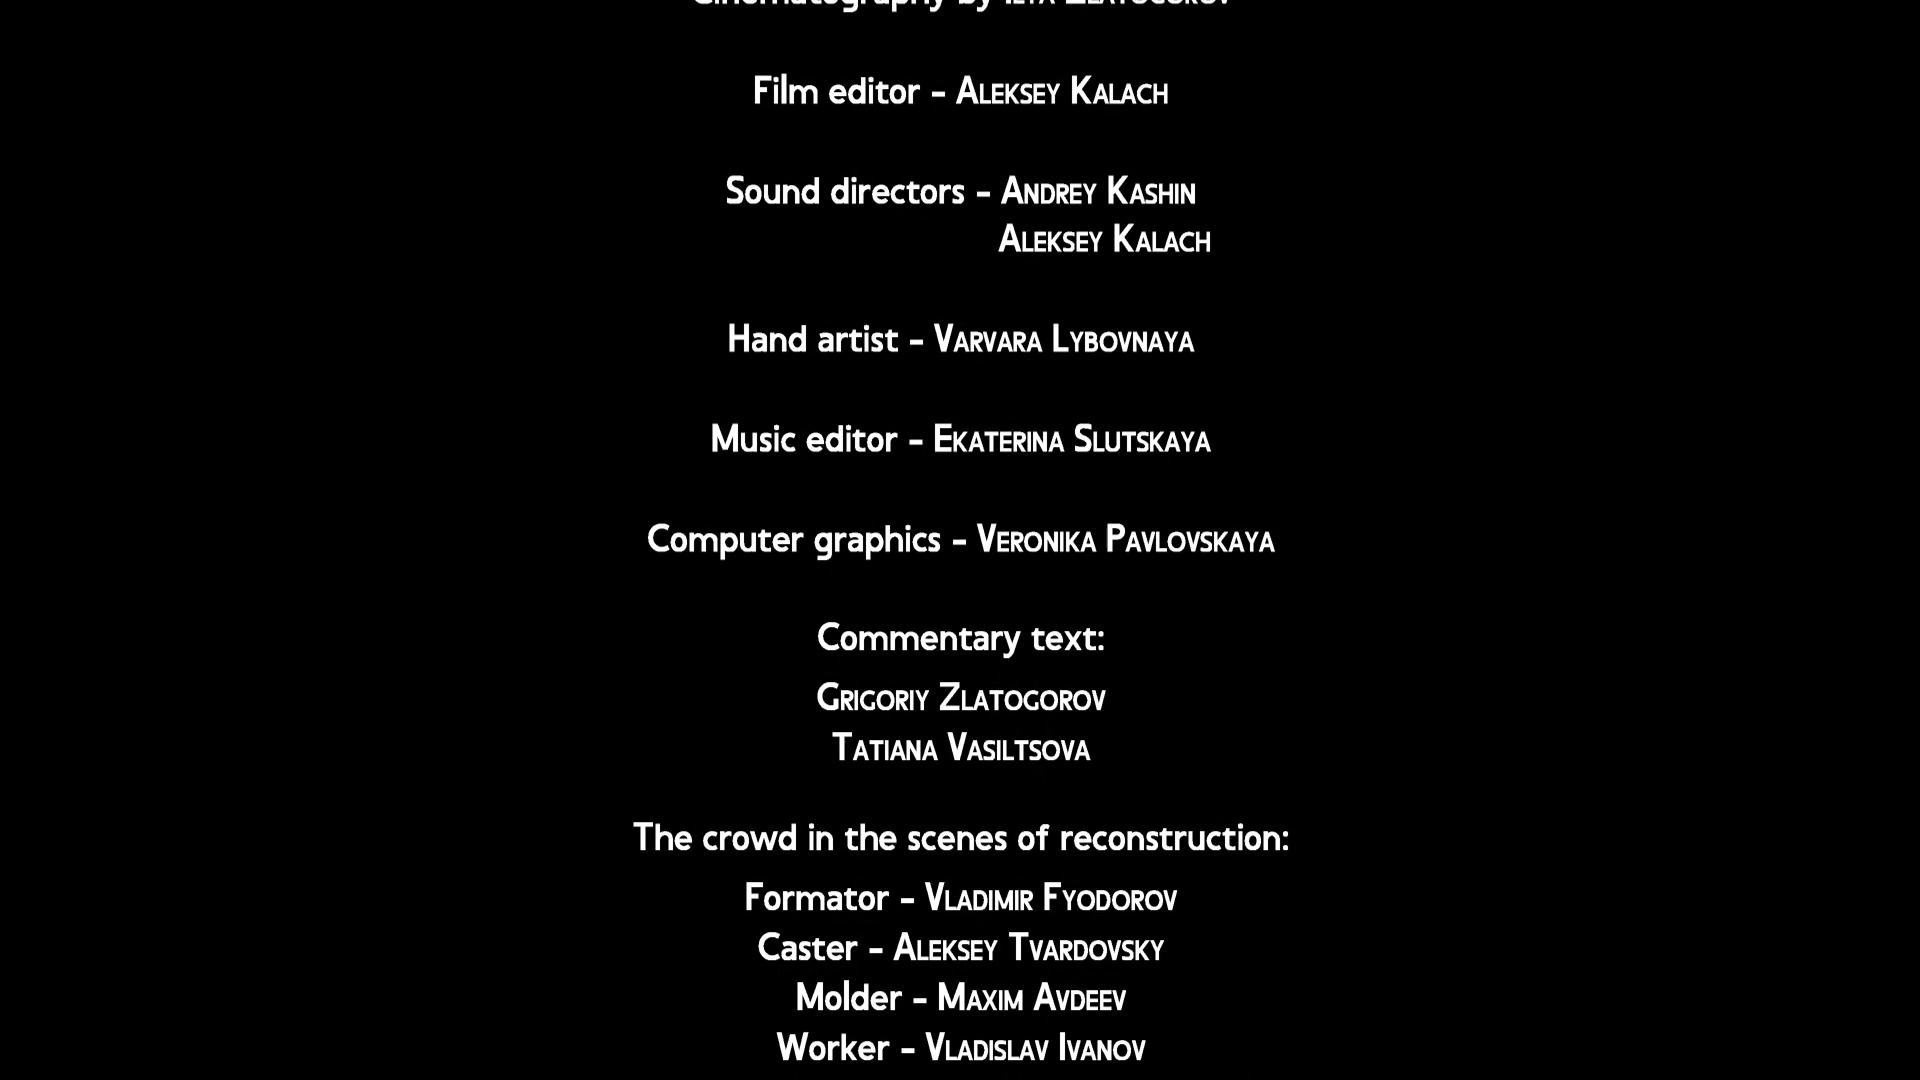 Cinematography by Ilya Zlatogorov
Film editor - Aleksey Kalach
Sound directors - Andrey Kashin
Aleksey Kalach
Hand artist - Varvara Lybovnaya
Music editor - Ekaterina Slutskaya
Computer graphics - Veronika Pavlovskaya
Commentary text:
Grigoriy Zlatogorov
Tatiana Vasiltsova
The crowd in the scenes of reconstruction:
Formator - Vladimir Fyodorov
Caster - Aleksey Tvardovsky
Molder - Maxim Avdeev
Worker - Vladislav Ivanov